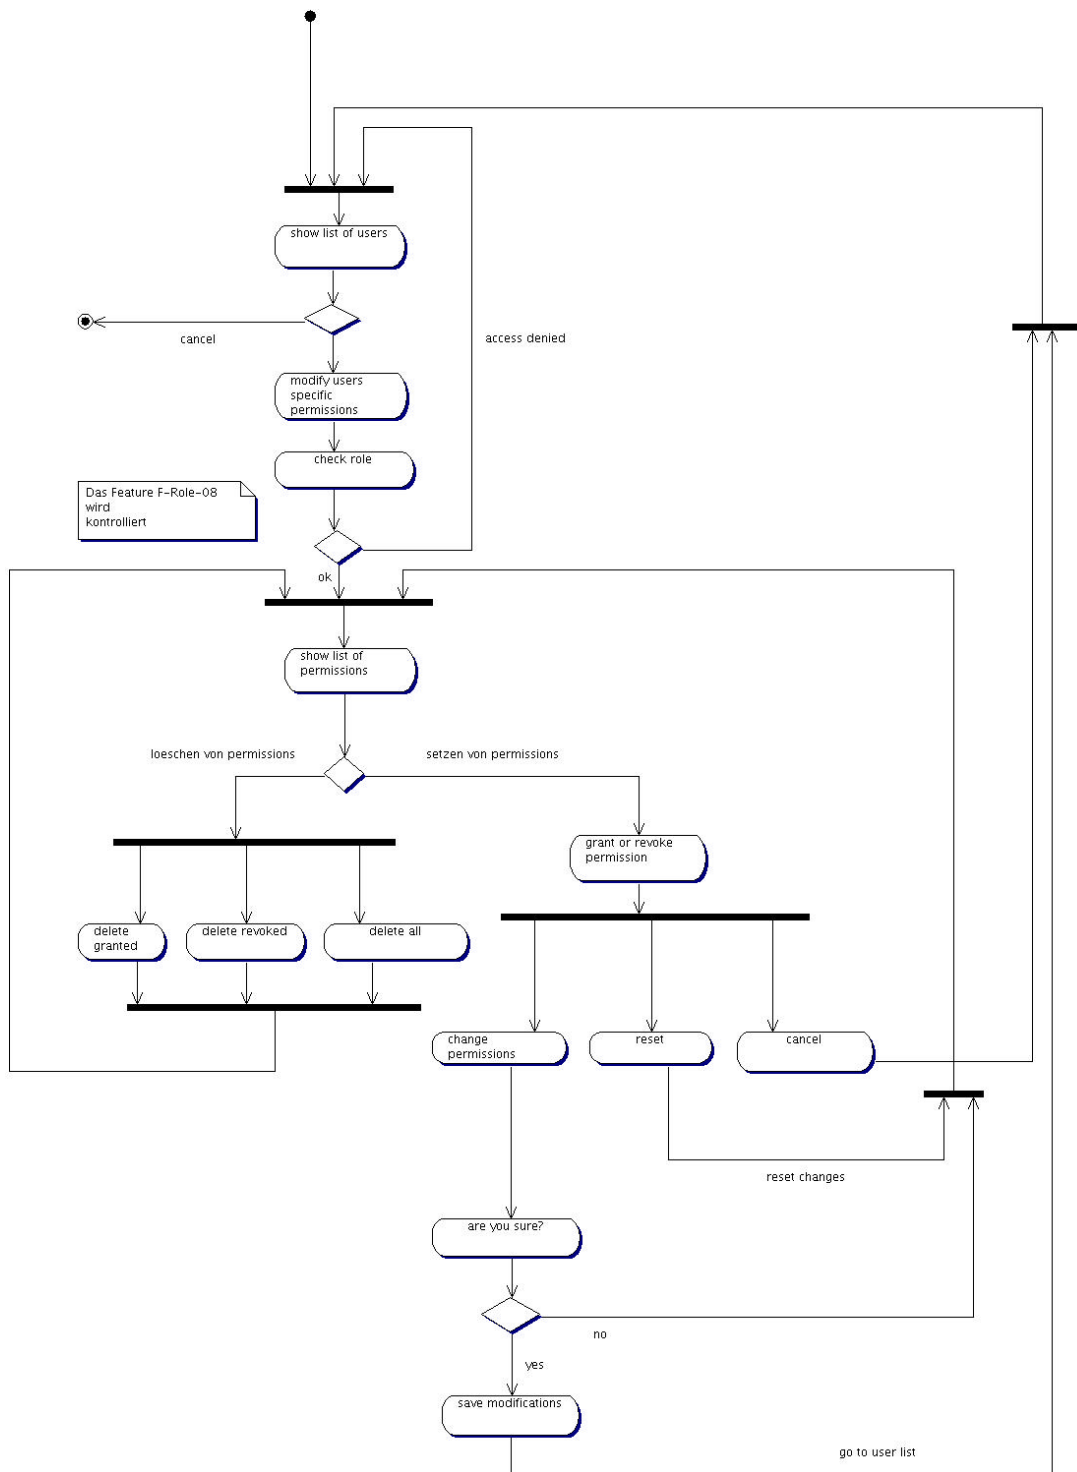 show list of users
cancel
access denied
modify users
specific
permissions
check role
Das Feature F-Role-08
wird
kontrolliert
ok
show list of
permissions
loeschen von permissions
setzen von permissions
grant or revoke
permission
delete
granted
delete revoked
delete all
change
permissions
reset
cancel
reset changes
are you sure?
no
yes
save modifications
go to user list